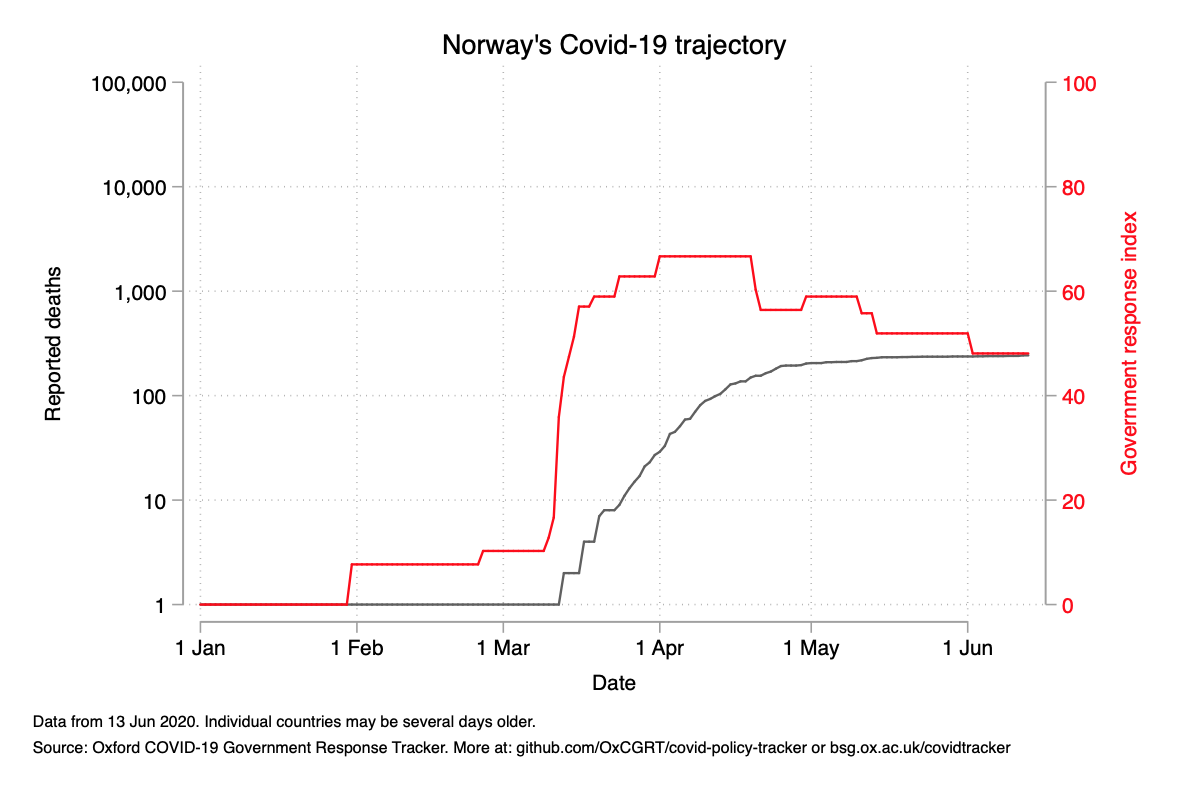 Norway's Covid-19 trajectory
100,000
10,000
1,000
100
10
1
Reported deaths
100
80
60
40
20
0
Government response index
1 Jan
1 Feb
1 Mar
1 Apr
1 May
1 Jun
Date
Data from 13 Jun 2020. Individual countries may be several days older.
Source: Oxford COVID-19 Government Response Tracker. More at: github.com/OxCGRT/covid-policy-tracker or bsg.ox.ac.uk/covidtracker